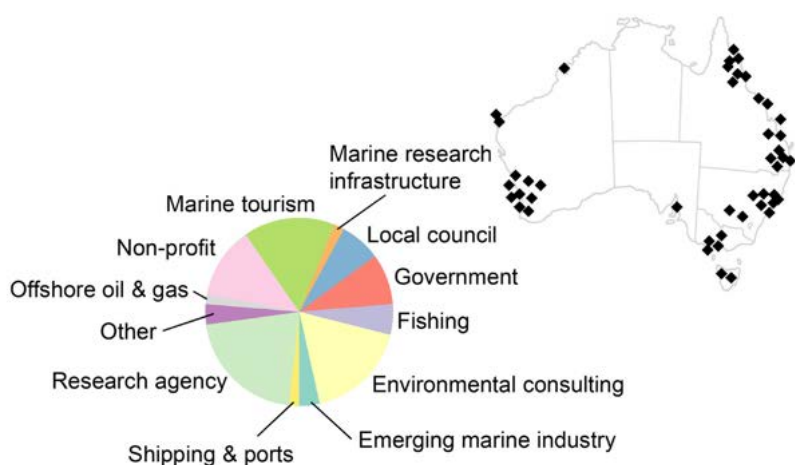 Marine research
infrastructure
Marine tourism
Local council
Non-profit
Government
Offshore oil & gas
Fishing
Other
Research agency
Environmental consulting
Emerging marine industry
Shipping & ports